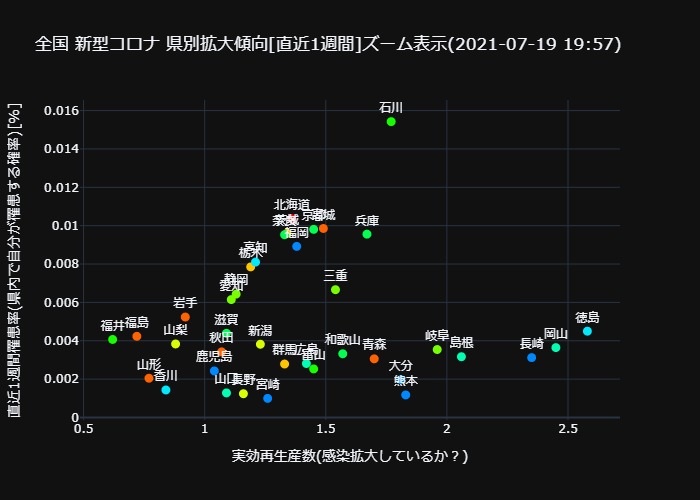 全国 新型コロナ 県別拡大傾向[直近1週間]ズーム表示(2021-07-19 19:57)
直近1週間罹患率(県内で自分が罹患する確率)[%]
0.016
0.014
0.012
0.01
0.008
0.006
0.004
0.002
0
石川
北海道
茨城
京都
宮城
兵庫
福岡
高知
栃木
三重
静岡
愛知
岩手
徳島
福井
福島
滋賀
山梨
秋田
新潟
群馬
広島
富山
和歌山
青森
岐阜
島根
長崎
岡山
鹿児島
山形
香川
山口
長野
宮崎
大分
熊本
0.5
1
1.5
2
2.5
実効再生産数(感染拡大しているか？)